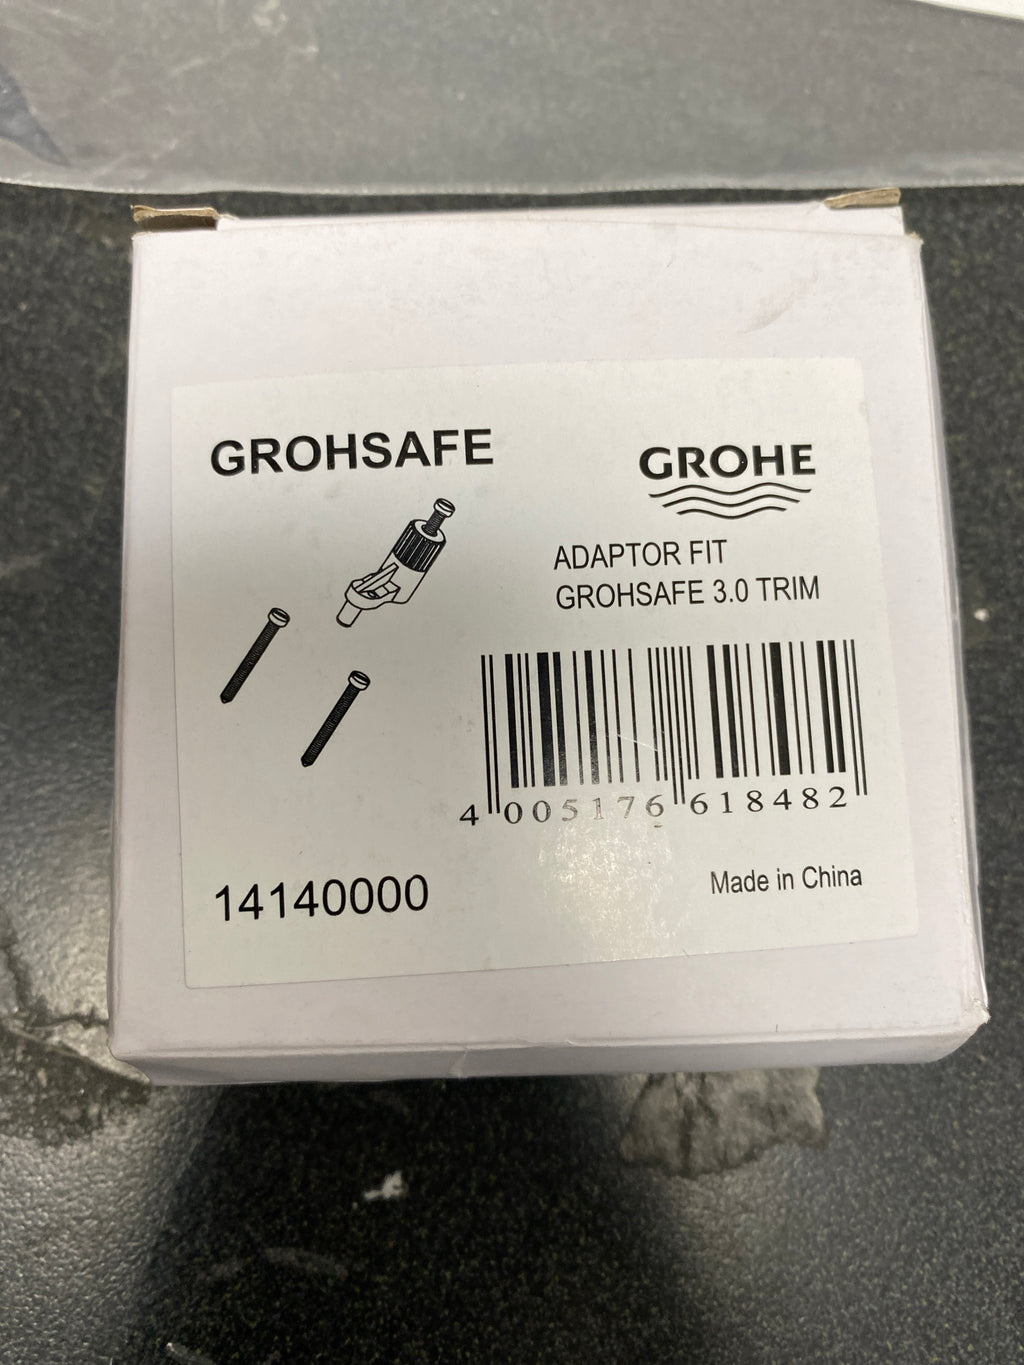 GROHSAFE
GROHE
ADAPTOR FIT
GROHSAFE 3.0 TRIM
4 005176 618482
14140000
Made in China